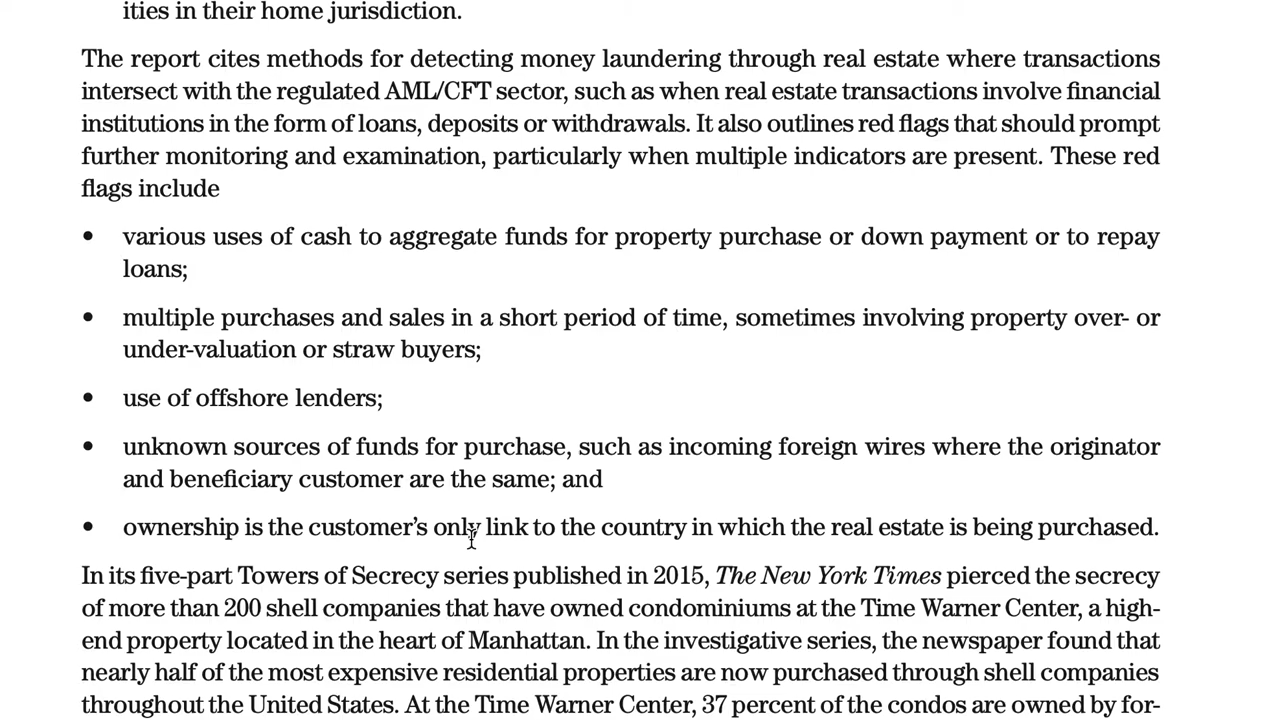 ities in their home jurisdiction.
The report cites methods for detecting money laundering through real estate where transactions
intersect with the regulated AML/CFT sector, such as when real estate transactions involve financial
institutions in the form of loans, deposits or withdrawals. It also outlines red flags that should prompt
further monitoring and examination, particularly when multiple indicators are present. These red
flags include
• various uses of cash to aggregate funds for property purchase or down payment or to repay
loans;
• multiple purchases and sales in a short period of time, sometimes involving property over- or
under-valuation or straw buyers;
• use of offshore lenders;
• unknown sources of funds for purchase, such as incoming foreign wires where the originator
and beneficiary customer are the same; and
• ownership is the customer’s only link to the country in which the real estate is being purchased.
In its five-part Towers of Secrecy series published in 2015, The New York Times pierced the secrecy
of more than 200 shell companies that have owned condominiums at the Time Warner Center, a high-
end property located in the heart of Manhattan. In the investigative series, the newspaper found that
nearly half of the most expensive residential properties are now purchased through shell companies
throughout the United States. At the Time Warner Center, 37 percent of the condos are owned by for-